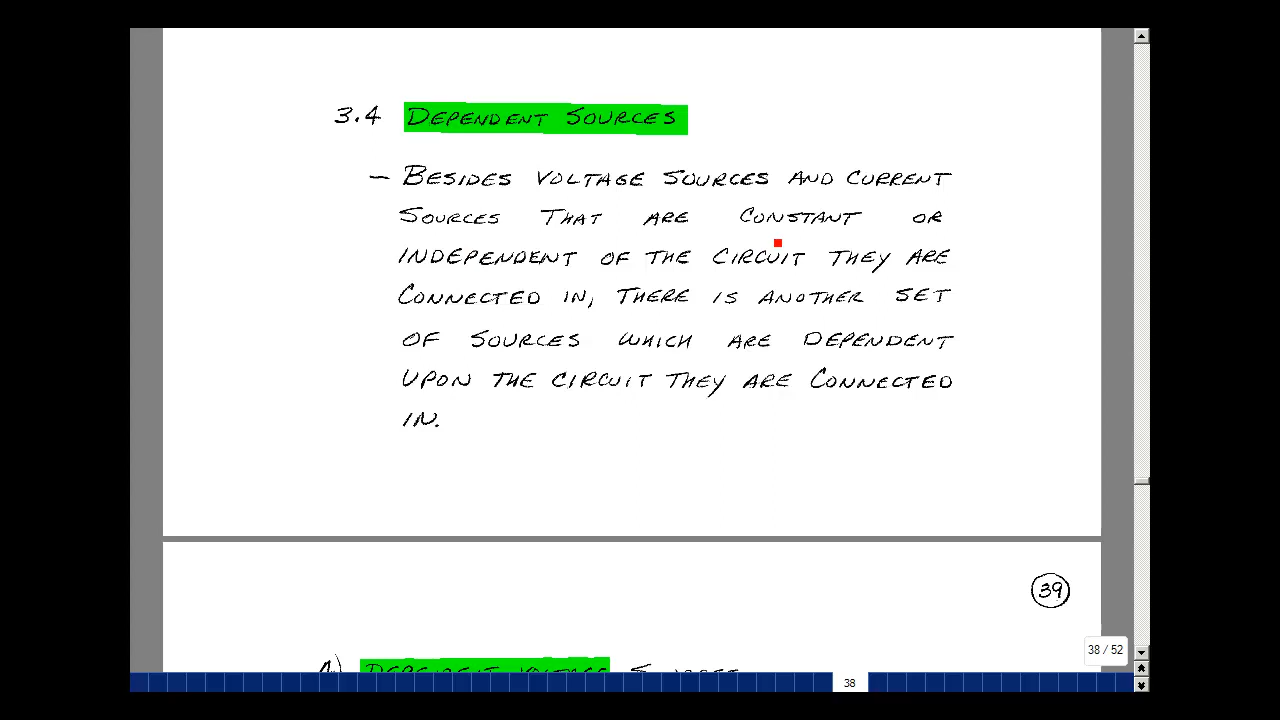 3.4 DEPENDENT SOURCES
— BESIDES VOLTAGE SOURCES AND CURRENT
SOURCES THAT ARE CONSTANT OR
INDEPENDENT OF THE CIRCUIT THEY ARE
CONNECTED IN, THERE IS ANOTHER SET
OF SOURCES WHICH ARE DEPENDENT
UPON THE CIRCUIT THEY ARE CONNECTED
IN.
39
A) DEPENDENT VOLTAGE
38 / 52
38